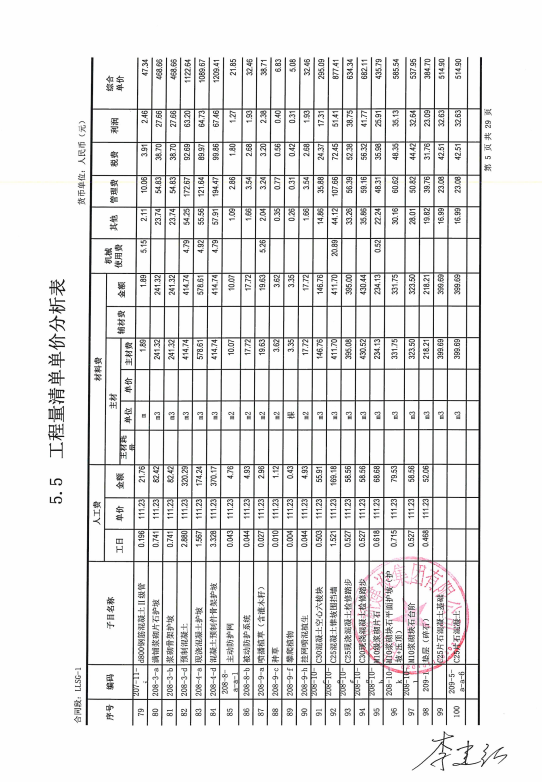 5.5 工程量清单单价分析表
合同段：LLSG-1 货币单位：人民币（元）
序号 编码 子目名称 人工费 材料费 机械使用费 其他 管理费 税费 利润 综合单价
工日 单价 金额 主材 辅材费 金额
主材耗量 单位 单价 主材费
79 207-11- d800钢筋混凝土II级管 0.196 111.23 21.76 m 1.89 1.89 5.15 2.11 10.06 3.91 2.46 47.34
80 208-3-a 满铺浆砌片石护坡 0.741 111.23 82.42 m3 241.32 241.32 23.74 54.83 38.70 27.66 468.66
81 208-3-b 浆砌骨架护坡 0.741 111.23 82.42 m3 241.32 241.32 23.74 54.83 38.70 27.66 468.66
82 208-3-c 预制混凝土 2.880 111.23 320.29 m3 414.74 414.74 4.79 54.25 172.67 92.69 63.20 1122.64
83 208-4-a 现浇混凝土护坡 1.567 111.23 174.24 m3 578.61 578.61 4.92 55.56 121.64 89.97 64.73 1089.67
84 208-4-d 混凝土预制件骨架护坡 3.328 111.23 370.17 m3 414.74 414.74 4.79 57.91 194.47 99.86 67.46 1209.41
85 208-8-a-1 主动防护网 0.043 111.23 4.76 m2 10.07 10.07 1.09 2.86 1.80 1.27 21.85
86 208-8-b 被动防护系统 0.044 111.23 4.93 m2 17.72 17.72 1.66 3.54 2.68 1.93 32.46
87 208-9-a 喷播植草（含灌木籽） 0.027 111.23 2.96 m2 19.63 19.63 5.26 2.04 3.24 3.20 2.38 38.71
88 208-9-c 种草 0.010 111.23 1.12 m2 3.62 3.62 0.35 0.77 0.56 0.40 6.83
89 208-9-f 攀爬植物 0.004 111.23 0.43 棵 3.35 3.35 0.26 0.31 0.42 0.31 5.08
90 208-9-h 挂网喷混植生 0.044 111.23 4.93 m2 17.72 17.72 1.66 3.54 2.68 1.93 32.46
91 208-10- C30混凝土空心六棱块 0.503 111.23 55.91 m3 146.76 146.76 14.86 35.88 24.37 17.31 295.09
92 208-10- C25混凝土垂坡围挡墙 1.521 111.23 169.18 m3 411.70 411.70 20.89 44.12 107.66 72.45 51.41 877.41
93 208-10- C25现浇混凝土检修踏步 0.527 111.23 58.56 m3 395.08 395.00 33.26 56.39 52.38 38.75 634.34
94 208-10- C30现浇混凝土检修踏步 0.527 111.23 58.56 m3 430.52 430.44 35.86 59.16 56.32 41.77 682.11
95 208-10-h M10浆砌片石 0.618 111.23 68.68 m3 234.13 234.13 0.52 22.24 48.31 35.98 25.91 435.79
96 208-10-k M10浆砌块石平面护坡（护坡+压顶） 0.715 111.23 79.53 m3 331.75 331.75 30.16 60.62 48.35 35.13 585.54
97 208-10- M10浆砌块石台阶 0.527 111.23 58.56 m3 323.50 323.50 28.01 50.82 44.42 32.64 537.95
98 209-1- 垫层（碎石） 0.468 111.23 52.06 m3 218.21 218.21 19.82 39.76 31.76 23.09 384.70
99 C25片石混凝土基础 m3 399.69 399.69 16.99 23.08 42.51 32.63 514.90
100 209-5-a-a-6 C25片石混凝土 m3 399.69 399.69 16.99 23.08 42.51 32.63 514.90
第 5 页 共 29 页